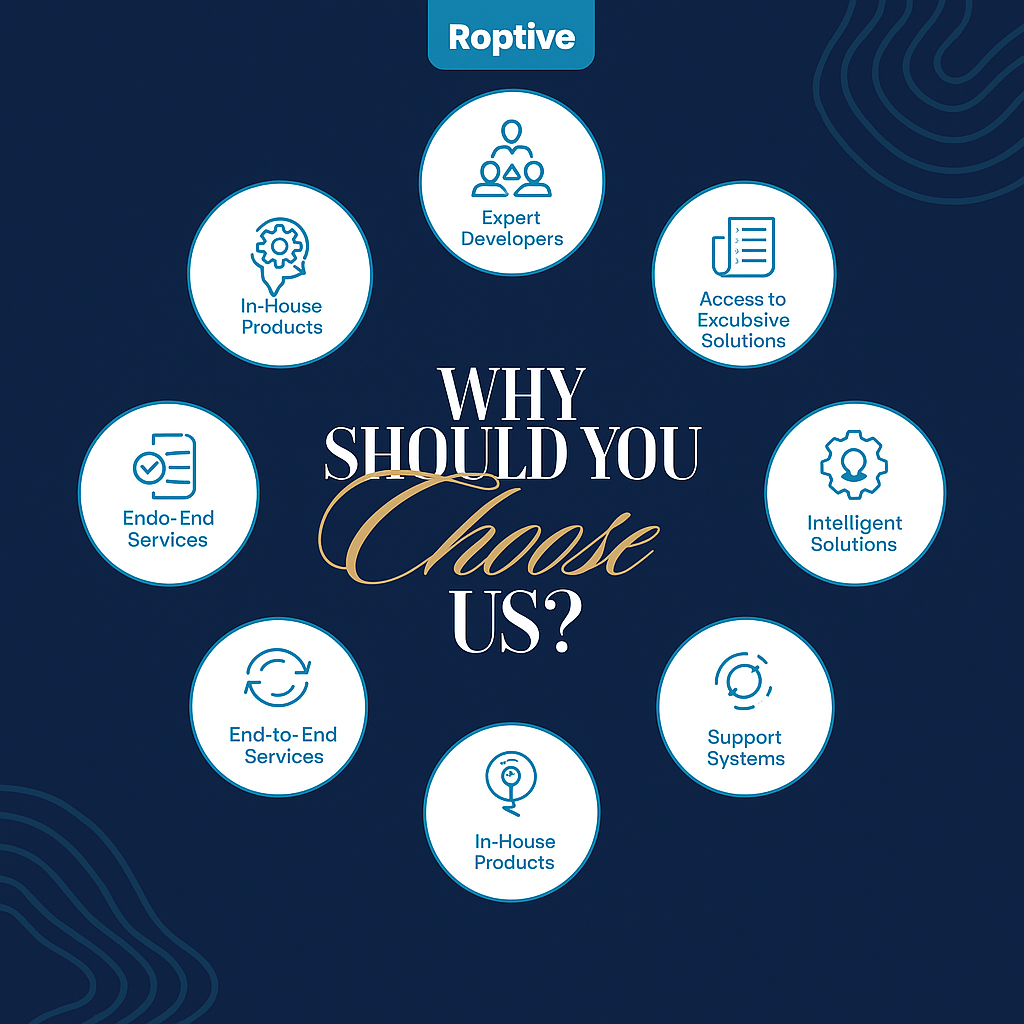 Roptive
Expert
Developers
In-House
Products
Access to
Excubsive
Solutions
WHY
SHOULD YOU
Choose
US?
Endo-End
Services
Intelligent
Solutions
End-to-End
Services
Support
Systems
In-House
Products